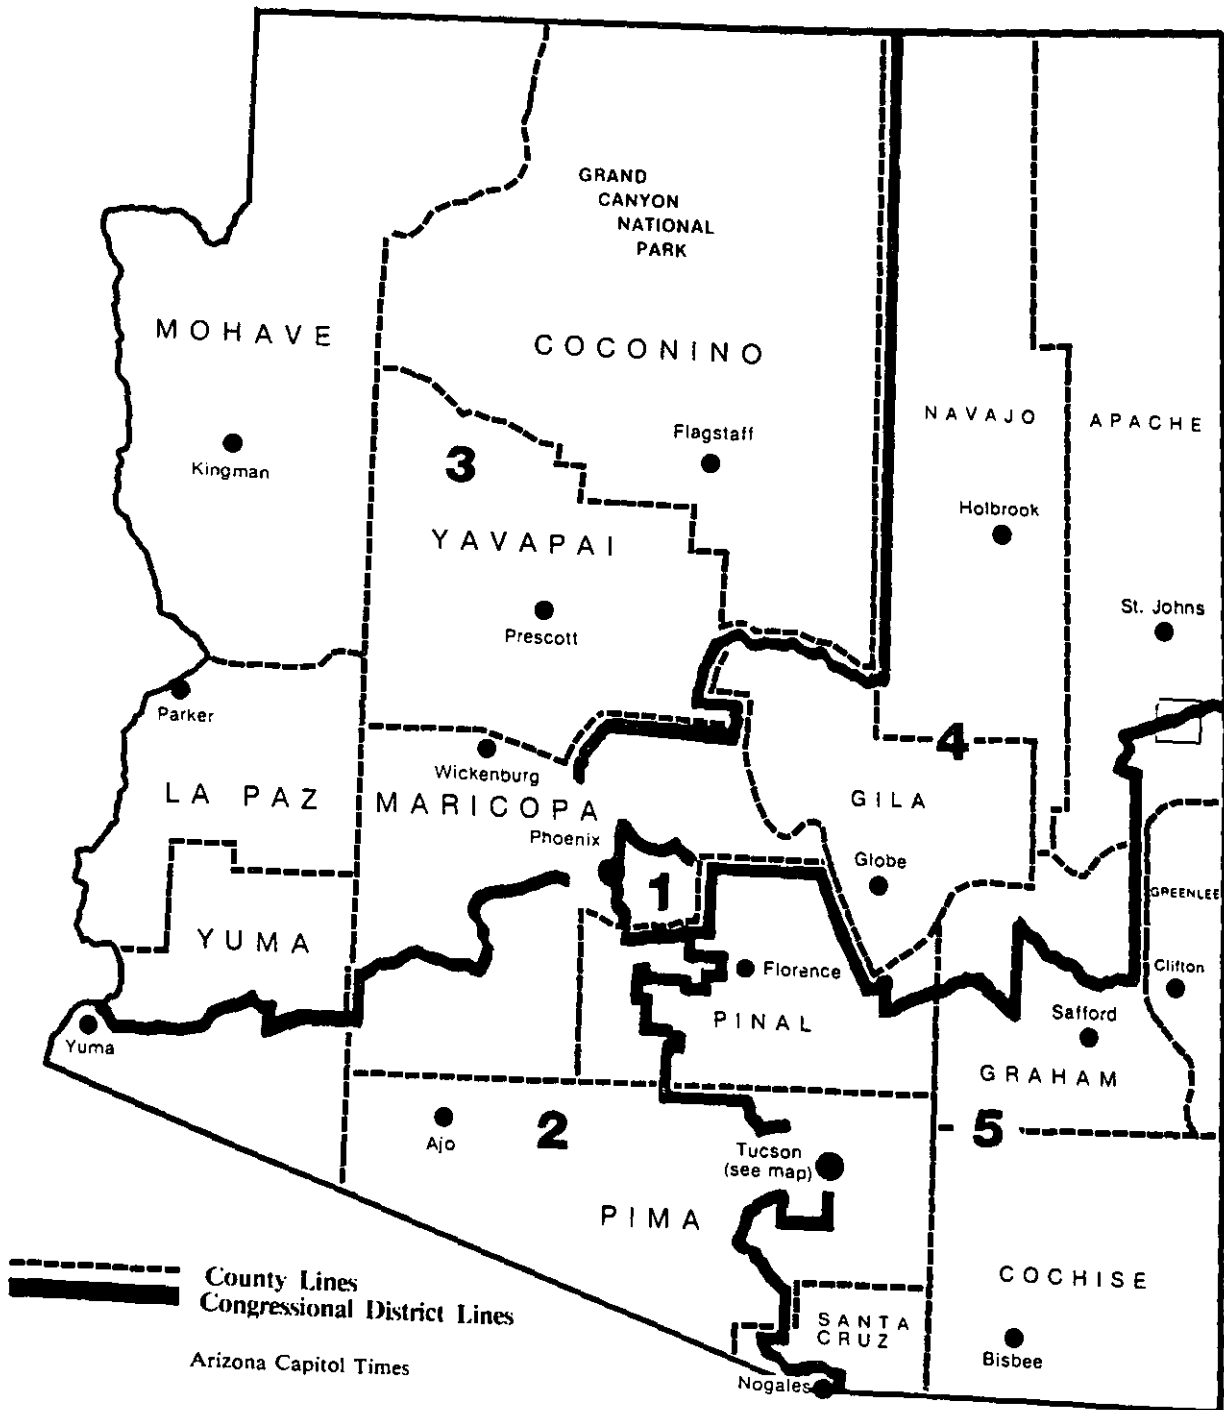 GRAND
CANYON
NATIONAL
PARK
MOHAVE
COCONINO
NAVAJO
APACHE
Flagstaff
Kingman
3
Holbrook
YAVAPAI
St. Johns
Prescott
Parker
4
Wickenburg
LA PAZ
MARICOPA
GILA
Phoenix
Globe
1
GREENLEE
YUMA
Florence
Clifton
PINAL
Safford
Yuma
GRAHAM
2
5
Ajo
Tucson
(see map)
PIMA
COCHISE
County Lines
Congressional District Lines
SANTA
CRUZ
Bisbee
Arizona Capitol Times
Nogales